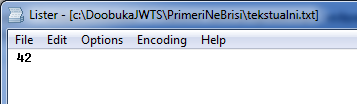 Lister - [c:\DoobukaJWTS\PrimeriNeBrisi\tekstualni.txt]
File Edit Options Encoding Help
42